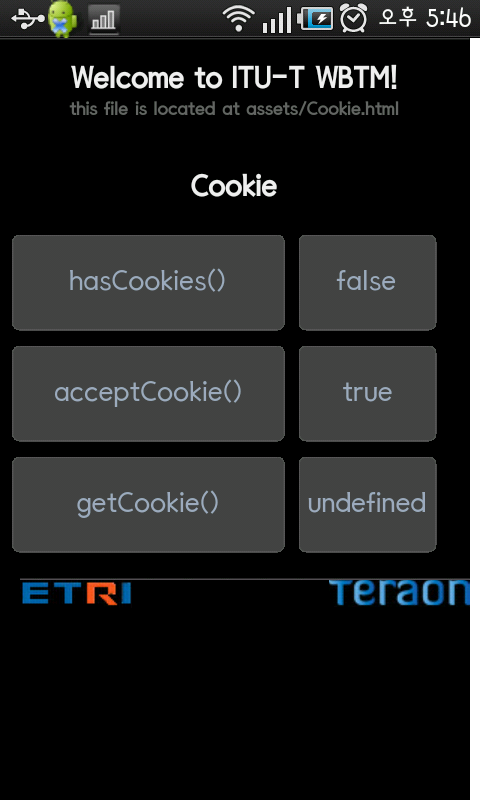 오후 5:46
Welcome to ITU-T WBTM!
this file is located at assets/Cookie.html
Cookie
hasCookies() false
acceptCookie() true
getCookie() undefined
ETRI Teraon